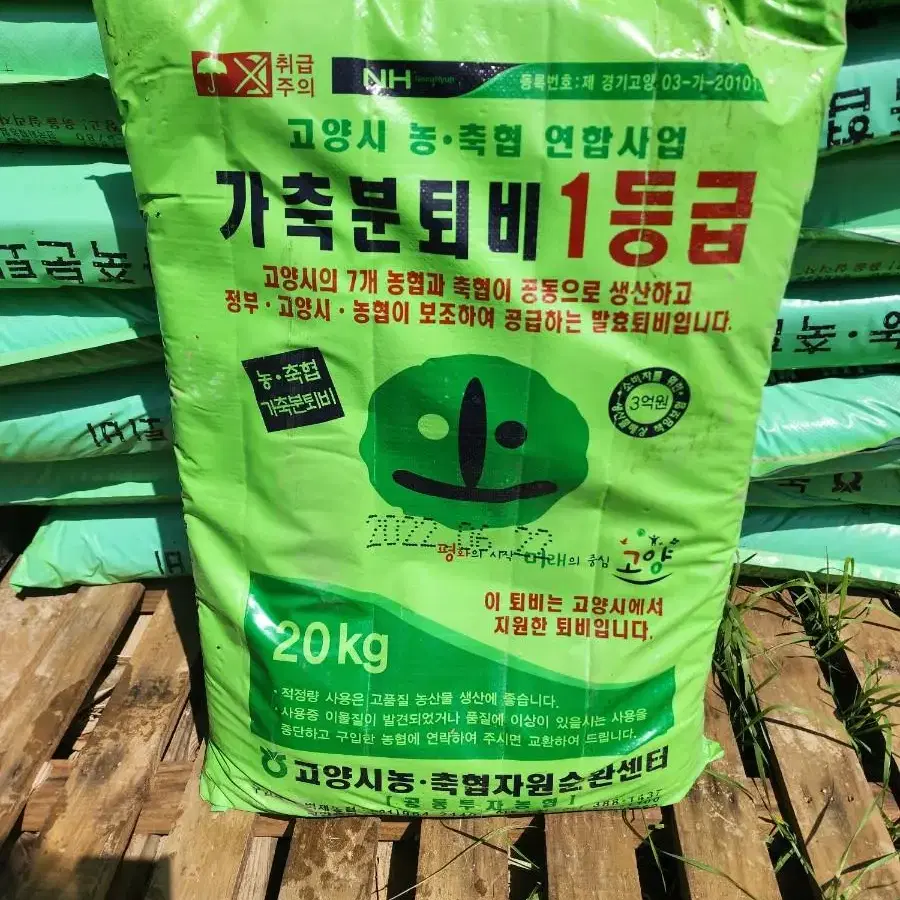 취급
주의
NH
등록번호:제 경기고양 03-가-20101
고양시 농·축협 연합사업
가축분퇴비 1등급
고양시의 7개 농협과 축협이 공동으로 생산하고
정부·고양시·농협이 보조하여 공급하는 발효퇴비입니다.
농·축협
가축분퇴비
소비자를 위한
3억원
2022.06.22
평화의 시작 미래의 중심
고양
이 퇴비는 고양시에서
지원한 퇴비입니다.
20kg
·적정량 사용은 고품질 농산물 생산에 좋습니다.
·사용중 이물질이 발견되었거나 품질에 이상이 있을시는 사용을
중단하고 구입한 농협에 연락하여 주시면 교환하여 드립니다.
고양시농·축협자원순환센터
[공동투자농협]